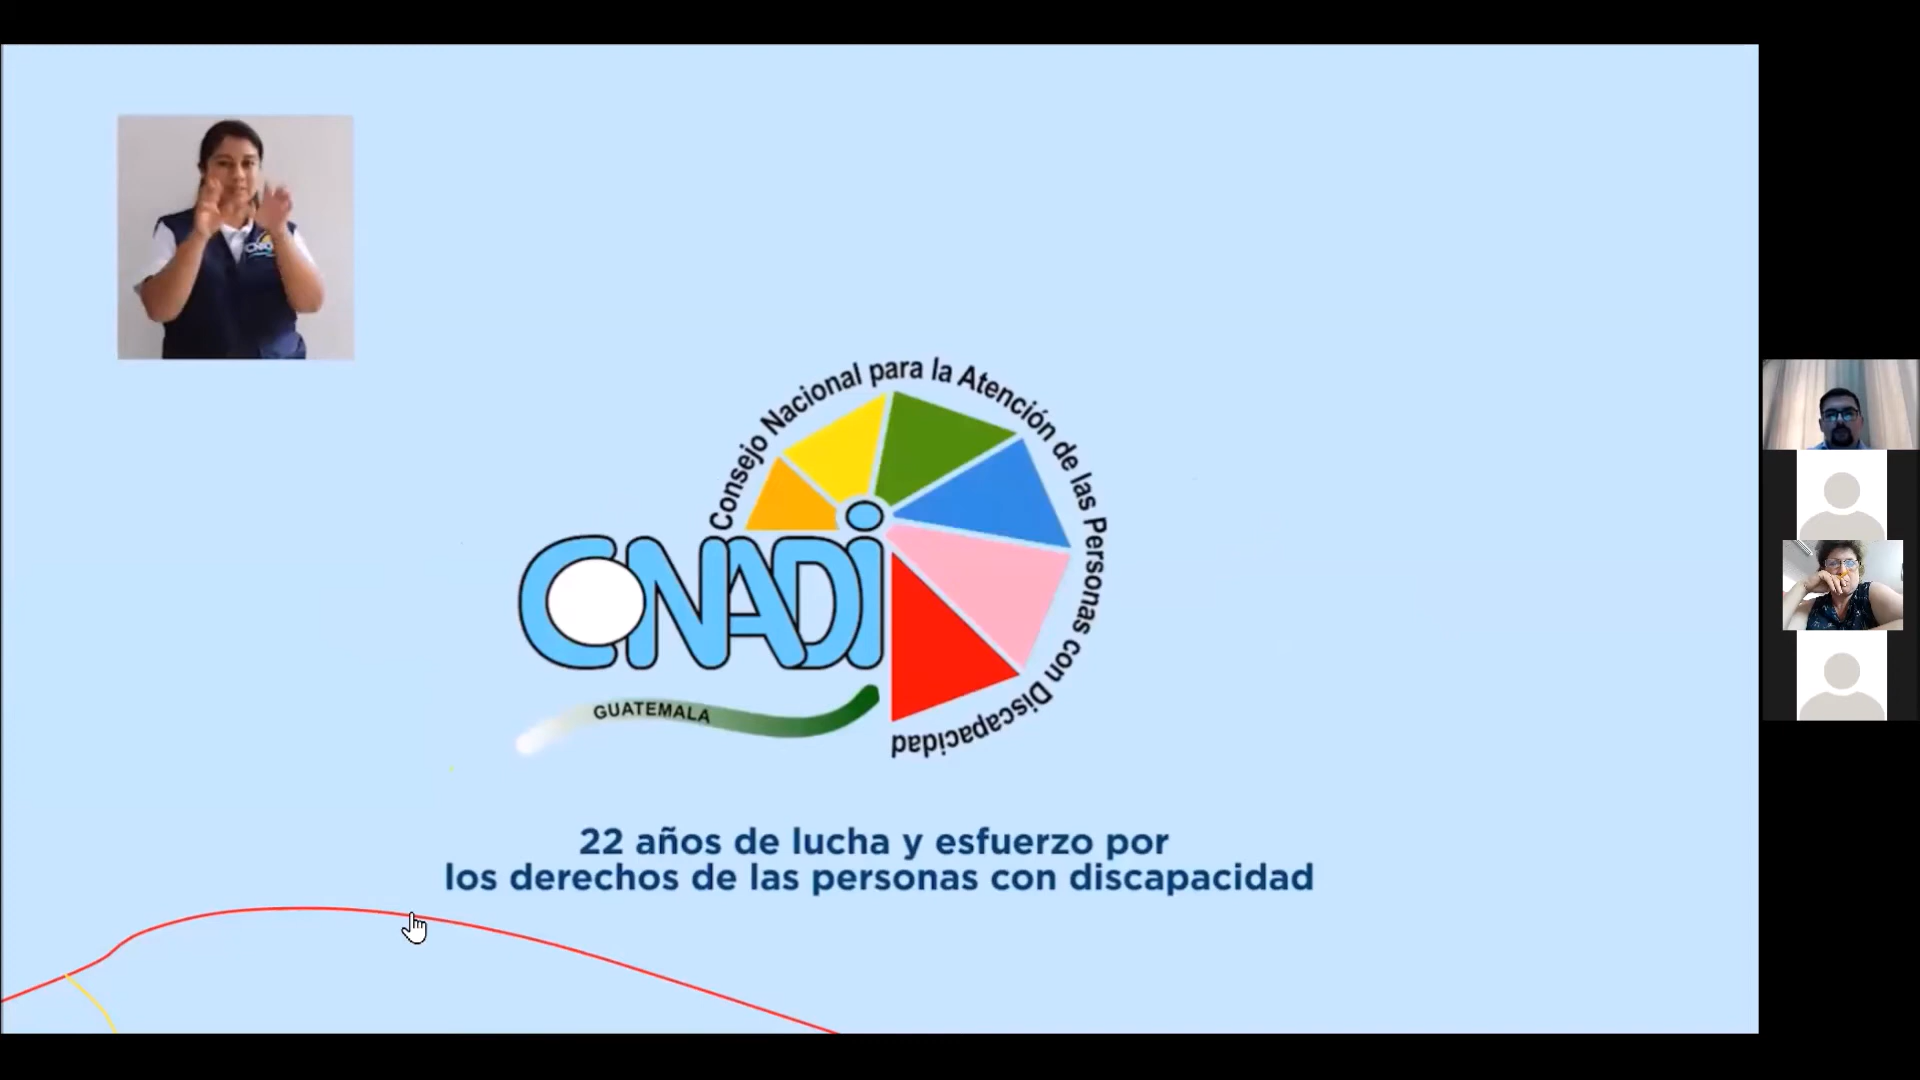 Consejo Nacional para la Atención de las Personas con Discapacidad
CONADI
GUATEMALA
22 años de lucha y esfuerzo por
los derechos de las personas con discapacidad